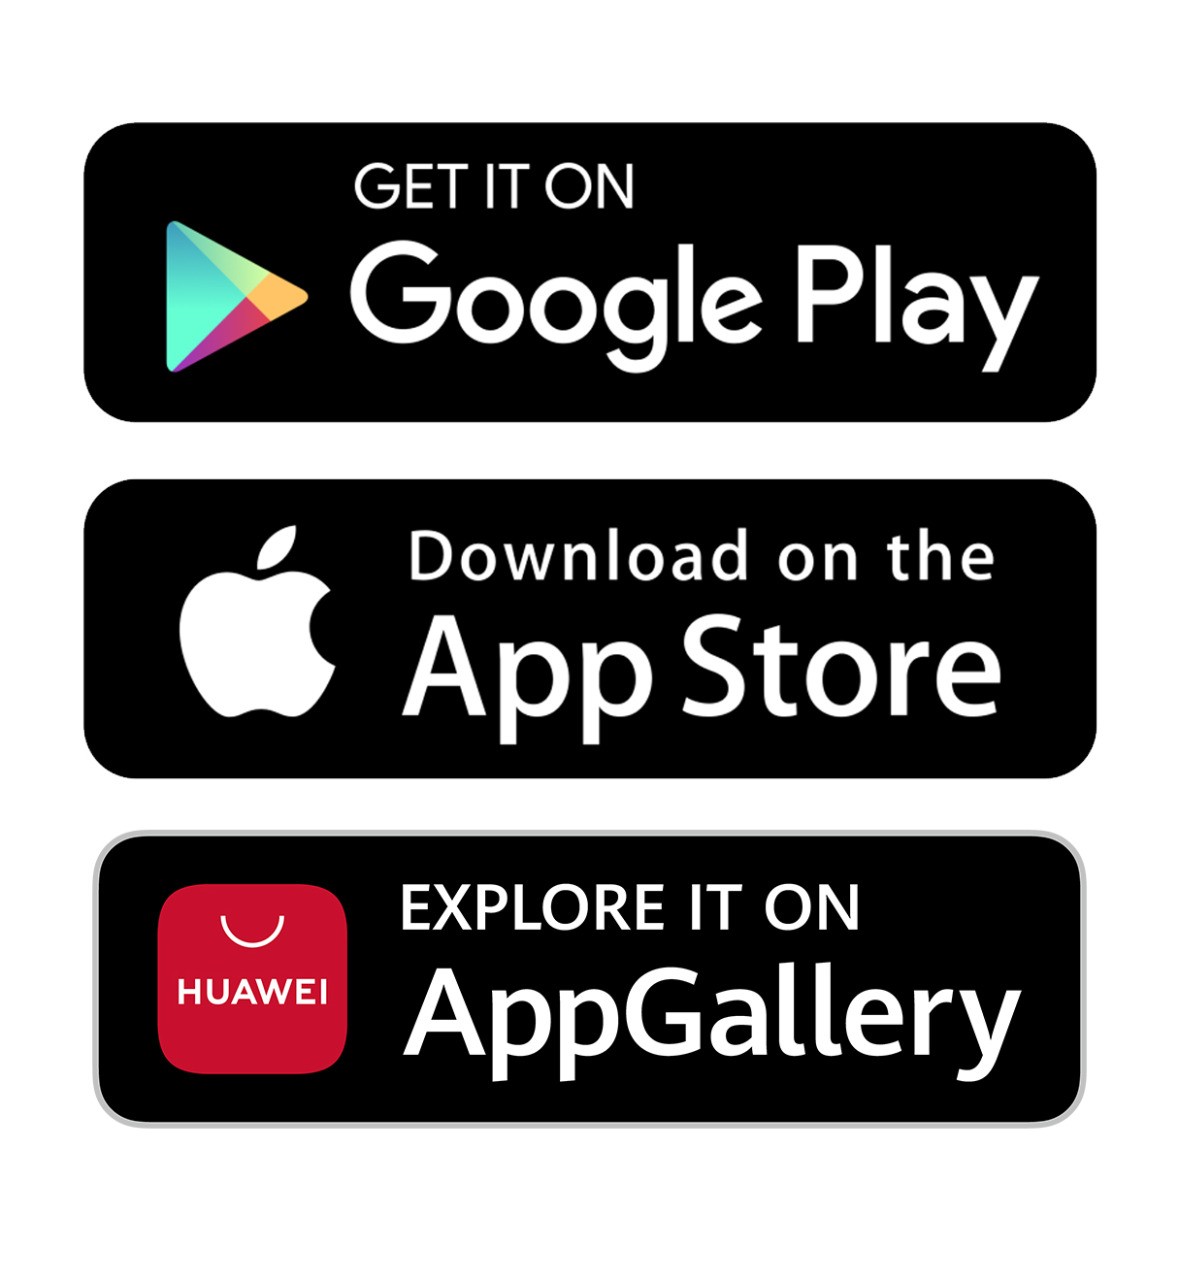 GET IT ON
Google Play
Download on the
App Store
EXPLORE IT ON
HUAWEI
AppGallery